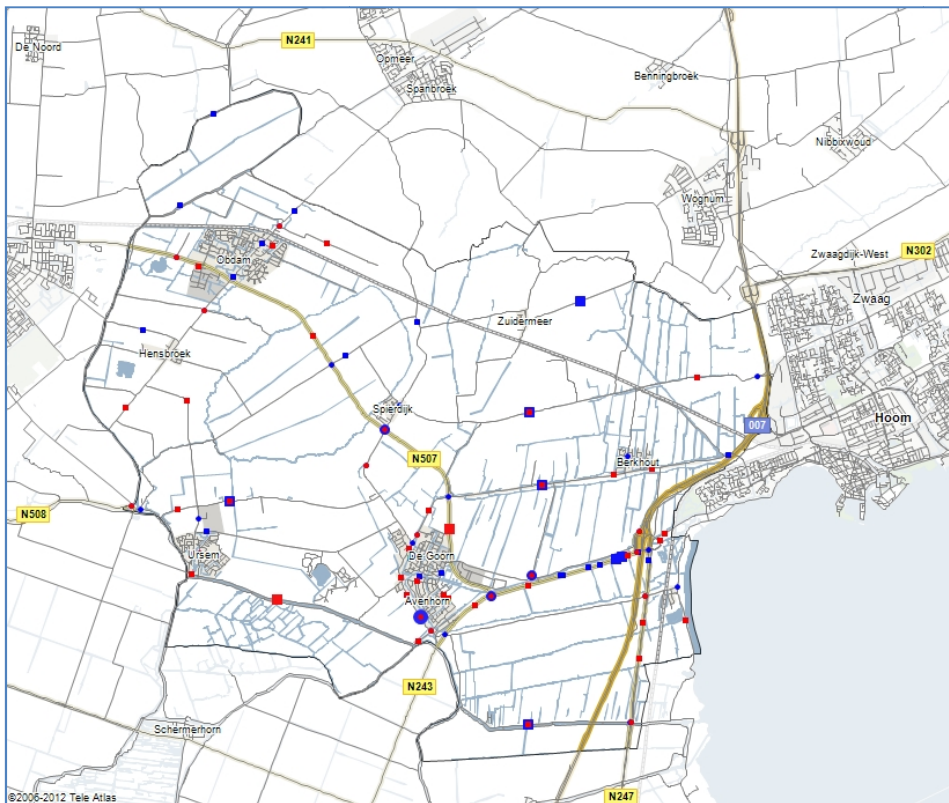 N241
De Noord
Opmeer
Benningbroek
Spanbroek
Nibbixwoud
Wognum
Zwaagdijk-West
N302
Obdam
Zwaag
Zuidermeer
Hensbroek
Spierdijk
Hoorn
007
N507
Berkhout
N508
De Goorn
Ursem
Avenhorn
N243
Schermerhorn
©2006-2012 Tele Atlas
N247